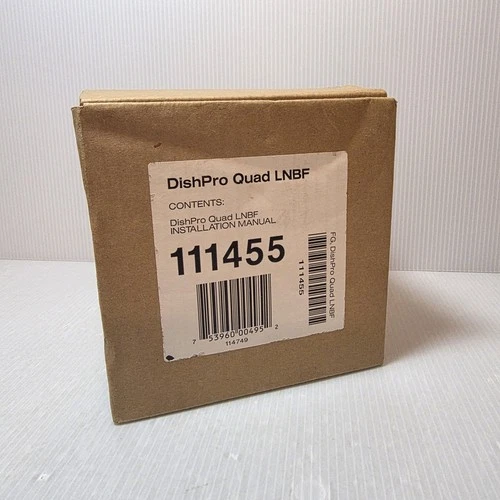 DishPro Quad LNBF
CONTENTS:
DishPro Quad LNBF
INSTALLATION MANUAL
111455
7 53960 00495 2
114749
111455
FG, DishPro Quad LNBF